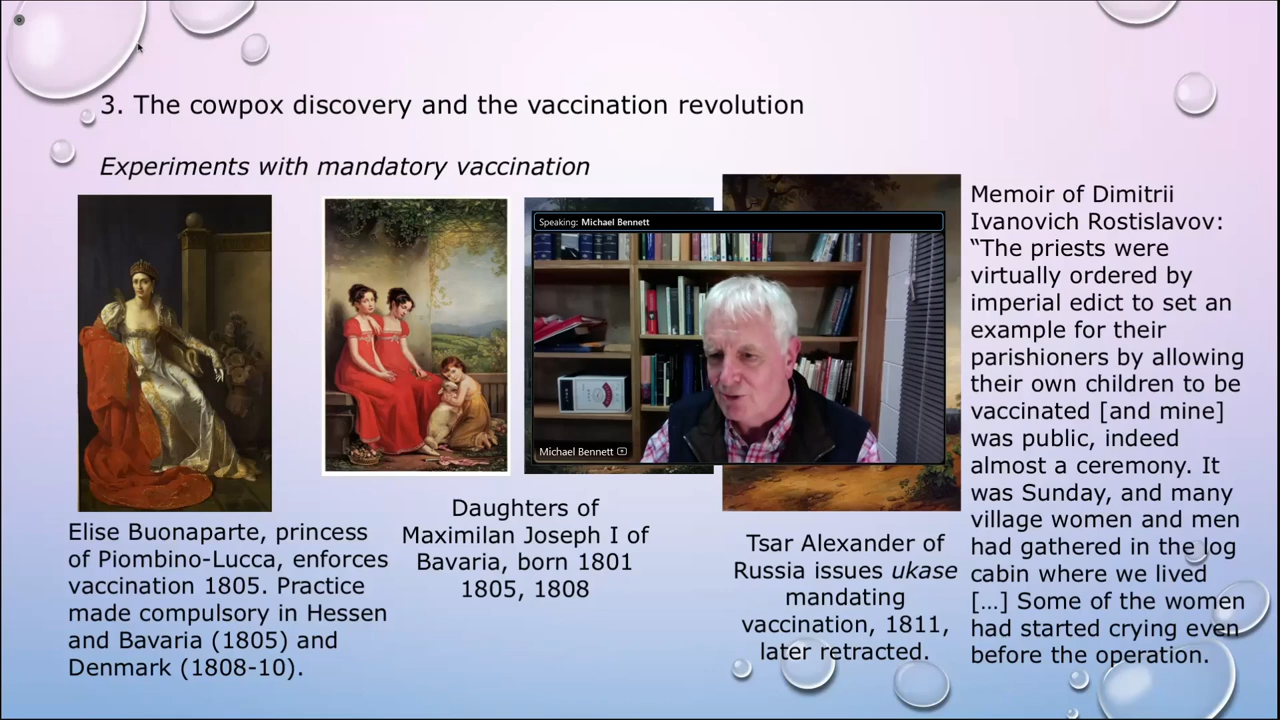 3. The cowpox discovery and the vaccination revolution
Experiments with mandatory vaccination
Speaking: Michael Bennett
Michael Bennett
Elise Buonaparte, princess
of Piombino-Lucca, enforces
vaccination 1805. Practice
made compulsory in Hessen
and Bavaria (1805) and
Denmark (1808-10).
Daughters of
Maximilan Joseph I of
Bavaria, born 1801
1805, 1808
Tsar Alexander of
Russia issues ukase
mandating
vaccination, 1811,
later retracted.
Memoir of Dimitrii
Ivanovich Rostislavov:
“The priests were
virtually ordered by
imperial edict to set an
example for their
parishioners by allowing
their own children to be
vaccinated [and mine]
was public, indeed
almost a ceremony. It
was Sunday, and many
village women and men
had gathered in the log
cabin where we lived
[…] Some of the women
had started crying even
before the operation.